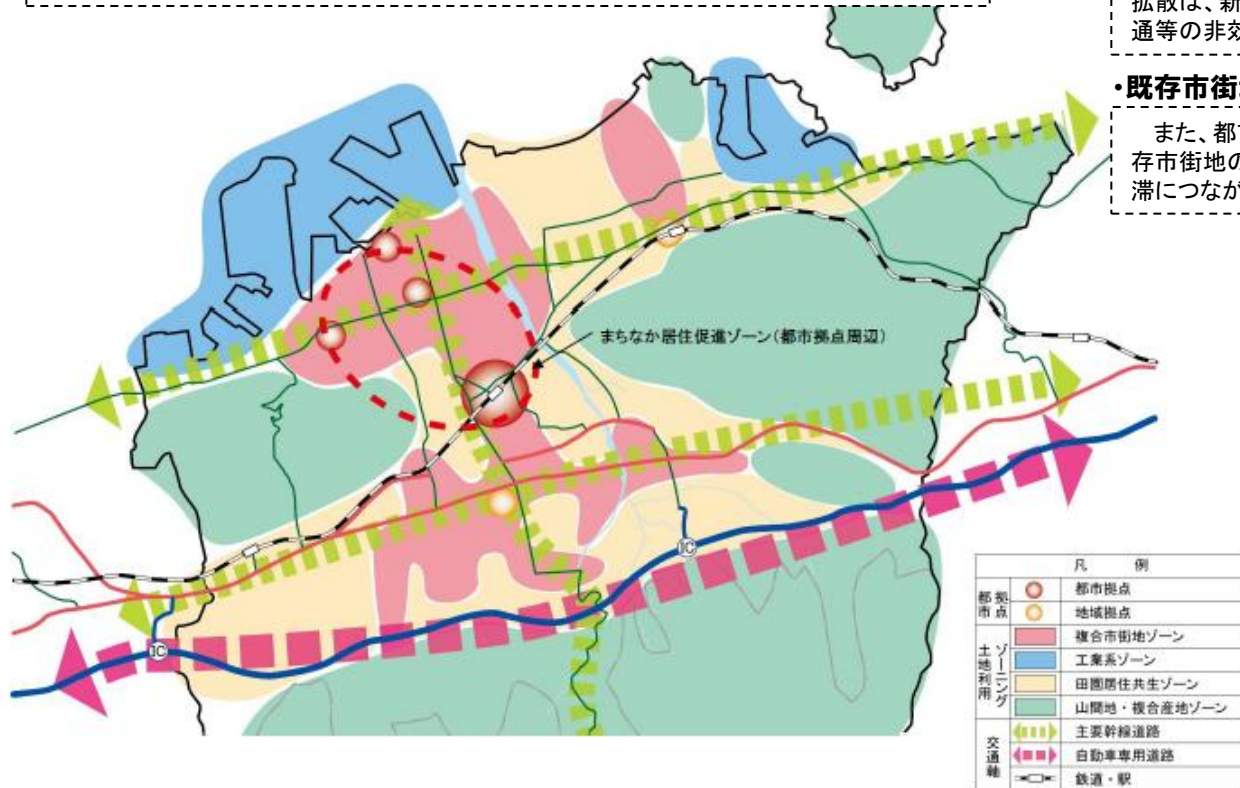 拡散は、新
通等の非効
・既存市街
また、都
存市街地の
滞につなが
まちなか居住促進ゾーン(都市拠点周辺)
IC
IC
凡 例
都市拠点
都市拠点
地域拠点
土地利用ゾーニング
複合市街地ゾーン
工業系ゾーン
田園居住共生ゾーン
山間地・複合産地ゾーン
交通軸
主要幹線道路
自動車専用道路
鉄道・駅